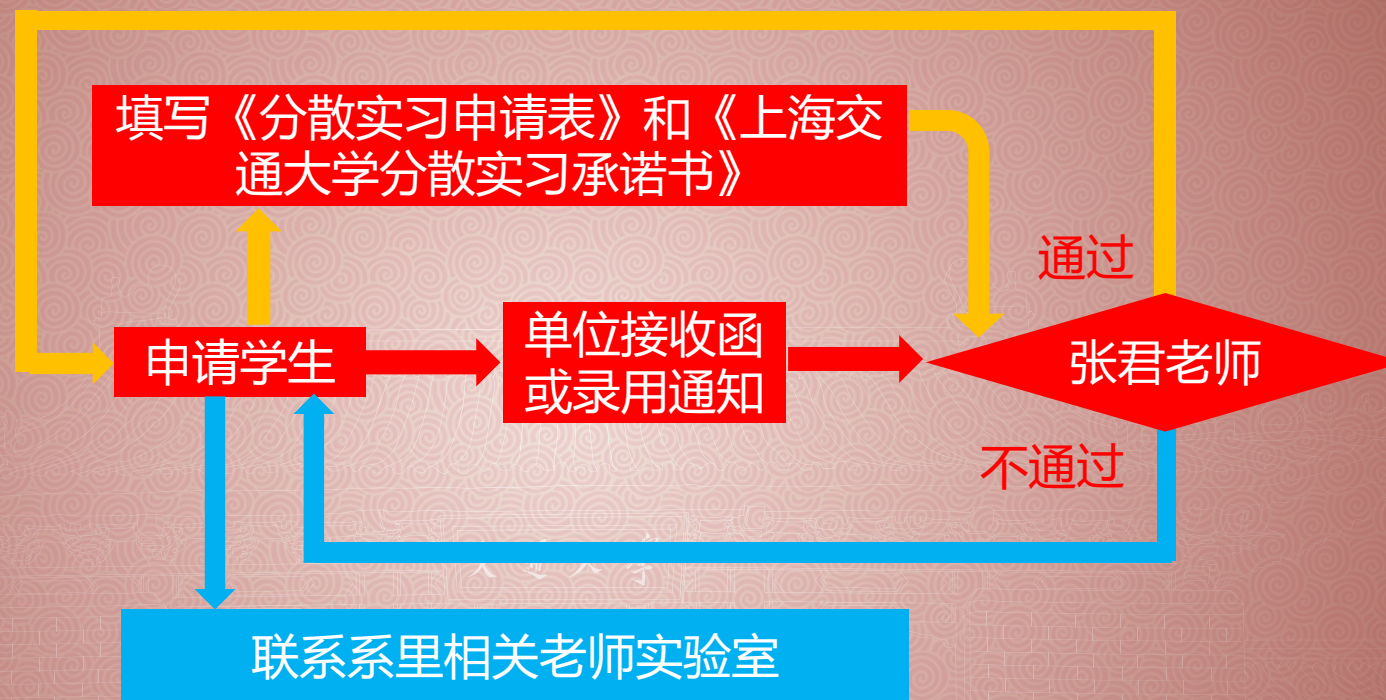 填写《分散实习申请表》和《上海交
通大学分散实习承诺书》
通过
申请学生
单位接收函
或录用通知
张君老师
不通过
联系系里相关老师实验室